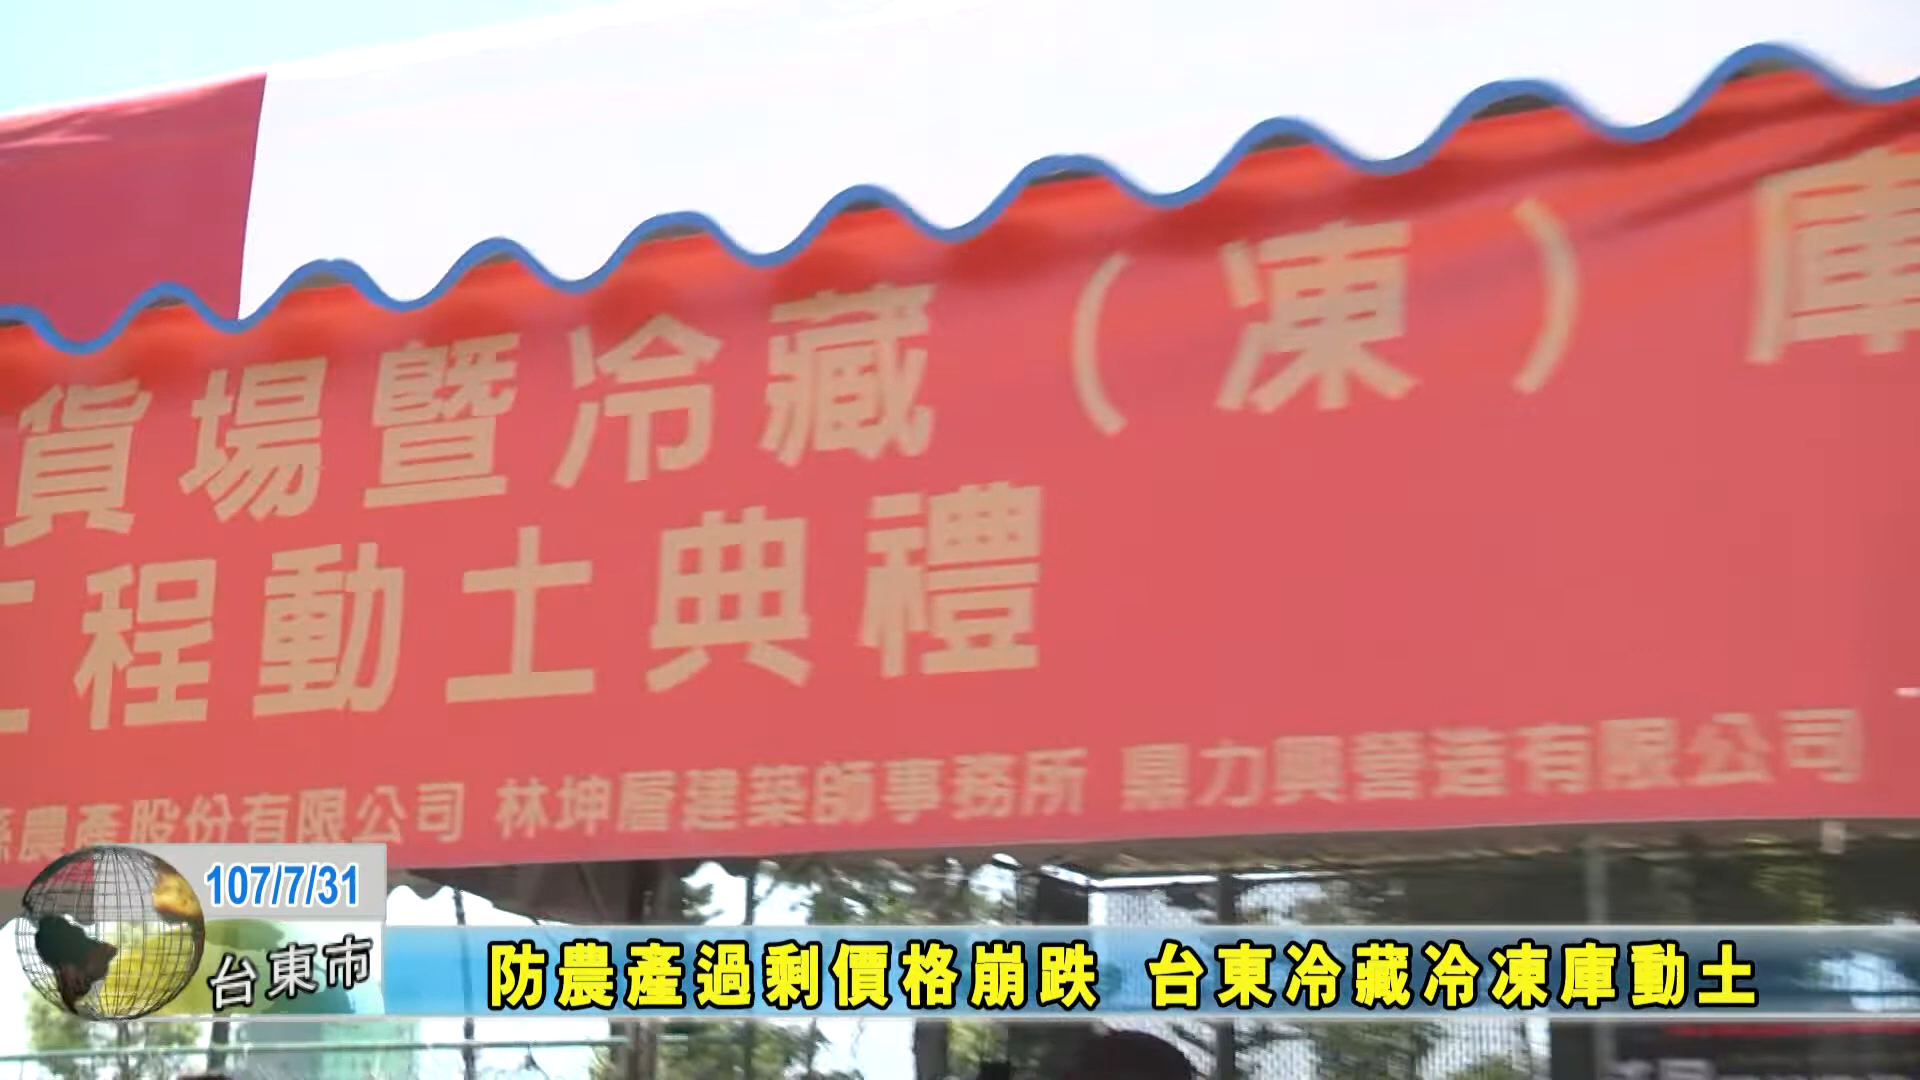 貨場暨冷藏（凍）庫
工程動土典禮
縣農產股份有限公司 林坤層建築師事務所 鼎力興營造有限公司
107/7/31
台東市
防農產過剩價格崩跌 台東冷藏冷凍庫動土